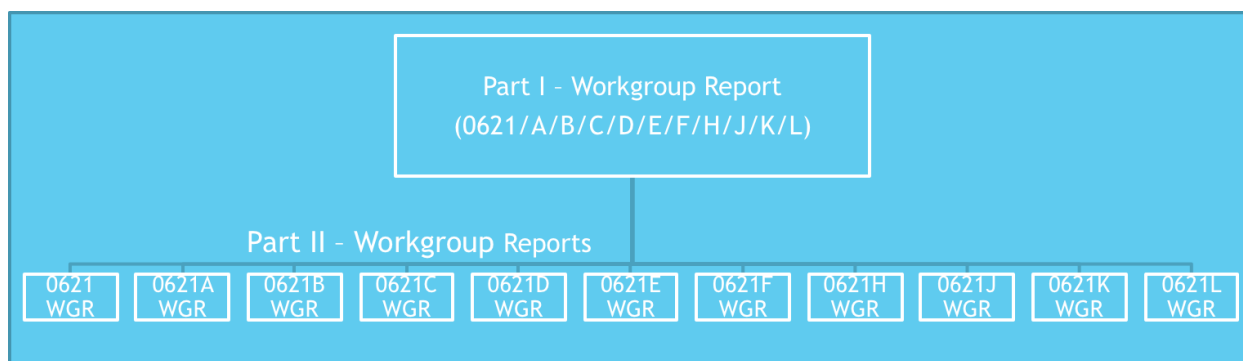 Part I – Workgroup Report
(0621/A/B/C/D/E/F/H/J/K/L)
Part II – Workgroup Reports
0621
WGR
0621A
WGR
0621B
WGR
0621C
WGR
0621D
WGR
0621E
WGR
0621F
WGR
0621H
WGR
0621J
WGR
0621K
WGR
0621L
WGR